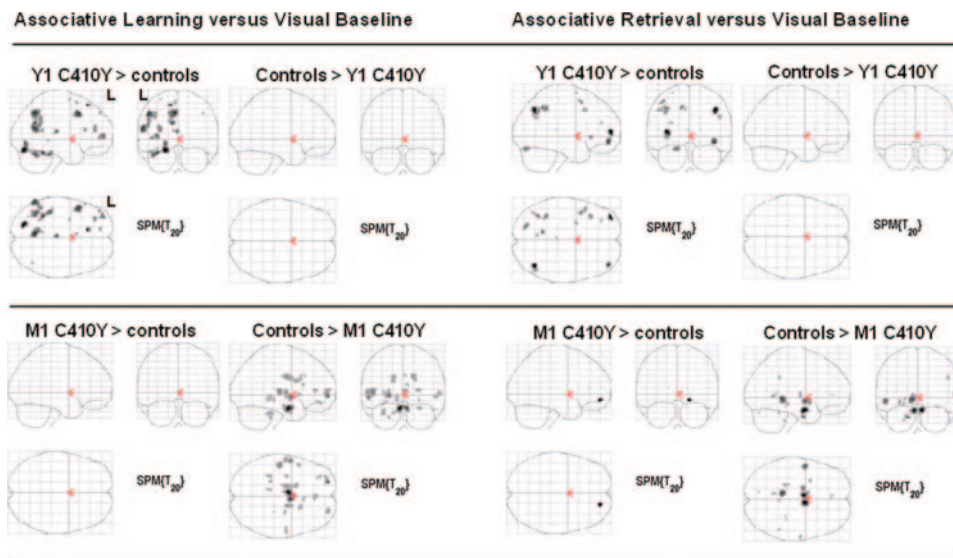 Associative Learning versus Visual Baseline
Associative Retrieval versus Visual Baseline
Y1 C410Y > controls
Controls > Y1 C410Y
Y1 C410Y > controls
Controls > Y1 C410Y
L
L
L
SPM{T20}
SPM{T20}
SPM{T20}
SPM{T20}
M1 C410Y > controls
Controls > M1 C410Y
M1 C410Y > controls
Controls > M1 C410Y
SPM{T20}
SPM{T20}
SPM{T20}
SPM{T20}